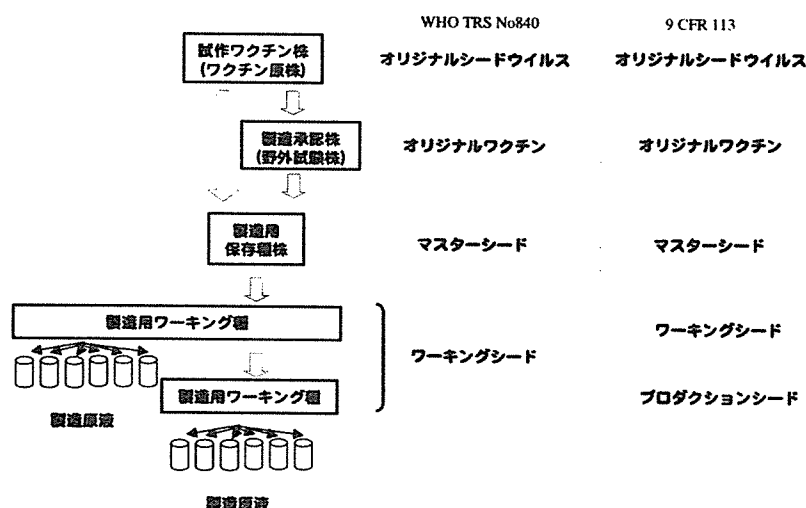 WHO TRS No840
9 CFR 113
試作ワクチン株
(ワクチン原株)
オリジナルシードウイルス
オリジナルシードウイルス
製造承認株
(野外試験株)
オリジナルワクチン
オリジナルワクチン
製造用
保存種株
マスターシード
マスターシード
製造用ワーキング種
ワーキングシード
ワーキングシード
製造用ワーキング種
プロダクションシード
製造原液
製造原液